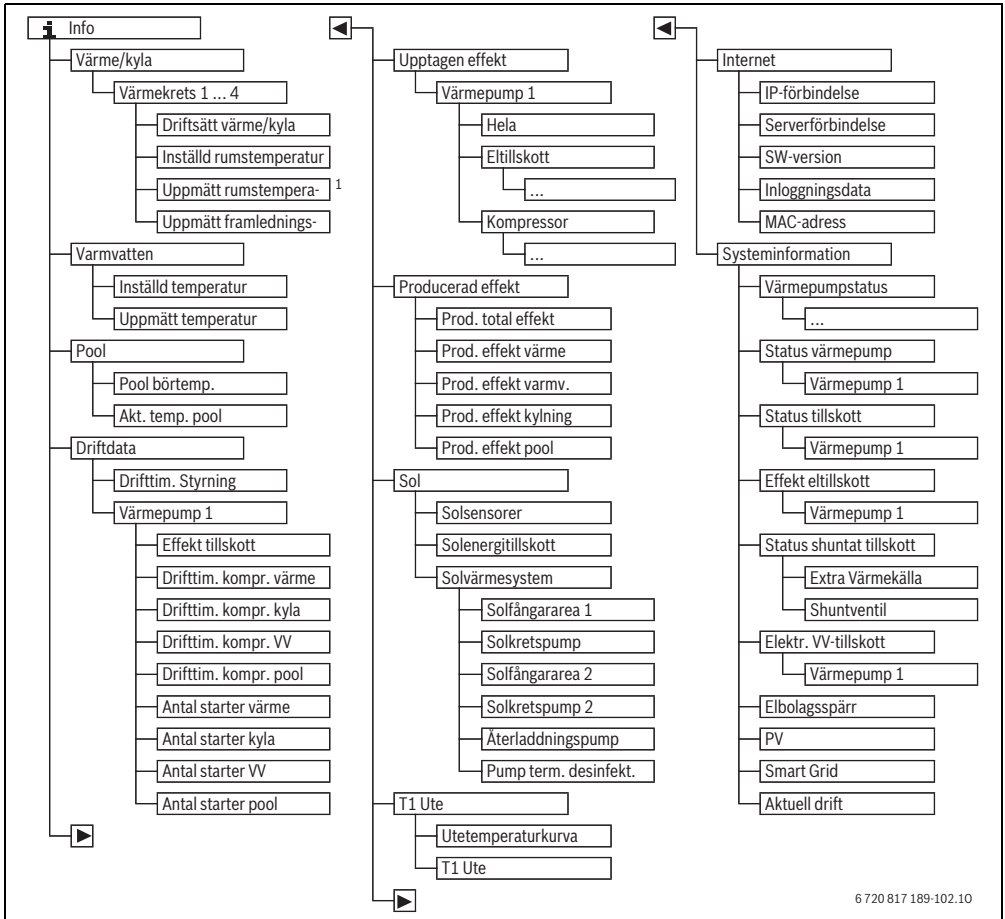 i Info
Värme/kyla
Värmekrets 1 ... 4
Driftsätt värme/kyla
Inställd rumstemperatur
Uppmätt rumstempera- 1
Uppmätt framlednings-
Varmvatten
Inställd temperatur
Uppmätt temperatur
Pool
Pool börtemp.
Akt. temp. pool
Driftdata
Drifttim. Styrning
Värmepump 1
Effekt tillskott
Drifttim. kompr. värme
Drifttim. kompr. kyla
Drifttim. kompr. VV
Drifttim. kompr. pool
Antal starter värme
Antal starter kyla
Antal starter VV
Antal starter pool
Upptagen effekt
Värmepump 1
Hela
Eltillskott
...
Kompressor
...
Producerad effekt
Prod. total effekt
Prod. effekt värme
Prod. effekt varmv.
Prod. effekt kylning
Prod. effekt pool
Sol
Solsensorer
Solenergitillskott
Solvärmesystem
Solfångararea 1
Solkretspump
Solfångararea 2
Solkretspump 2
Återladdningspump
Pump term. desinfekt.
T1 Ute
Utetemperaturkurva
T1 Ute
Internet
IP-förbindelse
Serverförbindelse
SW-version
Inloggningsdata
MAC-adress
Systeminformation
Värmepumpstatus
...
Status värmepump
Värmepump 1
Status tillskott
Värmepump 1
Effekt eltillskott
Värmepump 1
Status shuntat tillskott
Extra Värmekälla
Shuntventil
Elektr. VV-tillskott
Värmepump 1
Elbolagsspärr
PV
Smart Grid
Aktuell drift
6 720 817 189-102.1O